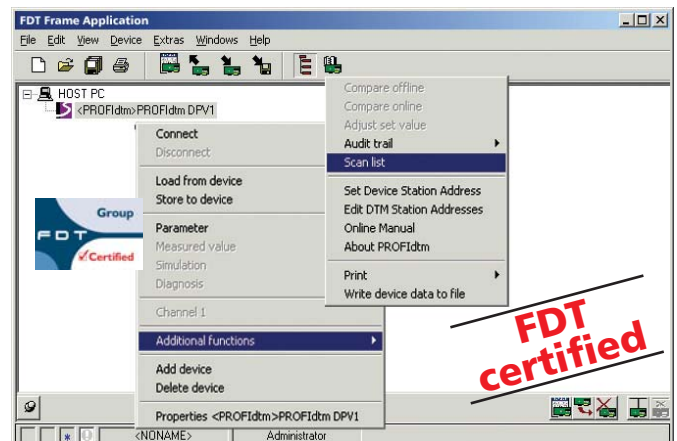 FDT Frame Application
File Edit View Device Extras Windows Help
HOST PC
<PROFIdtm>PROFIdtm DPV1
Connect
Disconnect
Load from device
Store to device
Parameter
Measured value
Simulation
Diagnosis
Channel 1
Additional functions
Add device
Delete device
Properties <PROFIdtm>PROFIdtm DPV1
Compare offline
Compare online
Adjust set value
Audit trail
Scan list
Set Device Station Address
Edit DTM Station Addresses
Online Manual
About PROFIdtm
Print
Write device data to file
Group
FDT
Certified
FDT
certified
<NONAME> Administrator